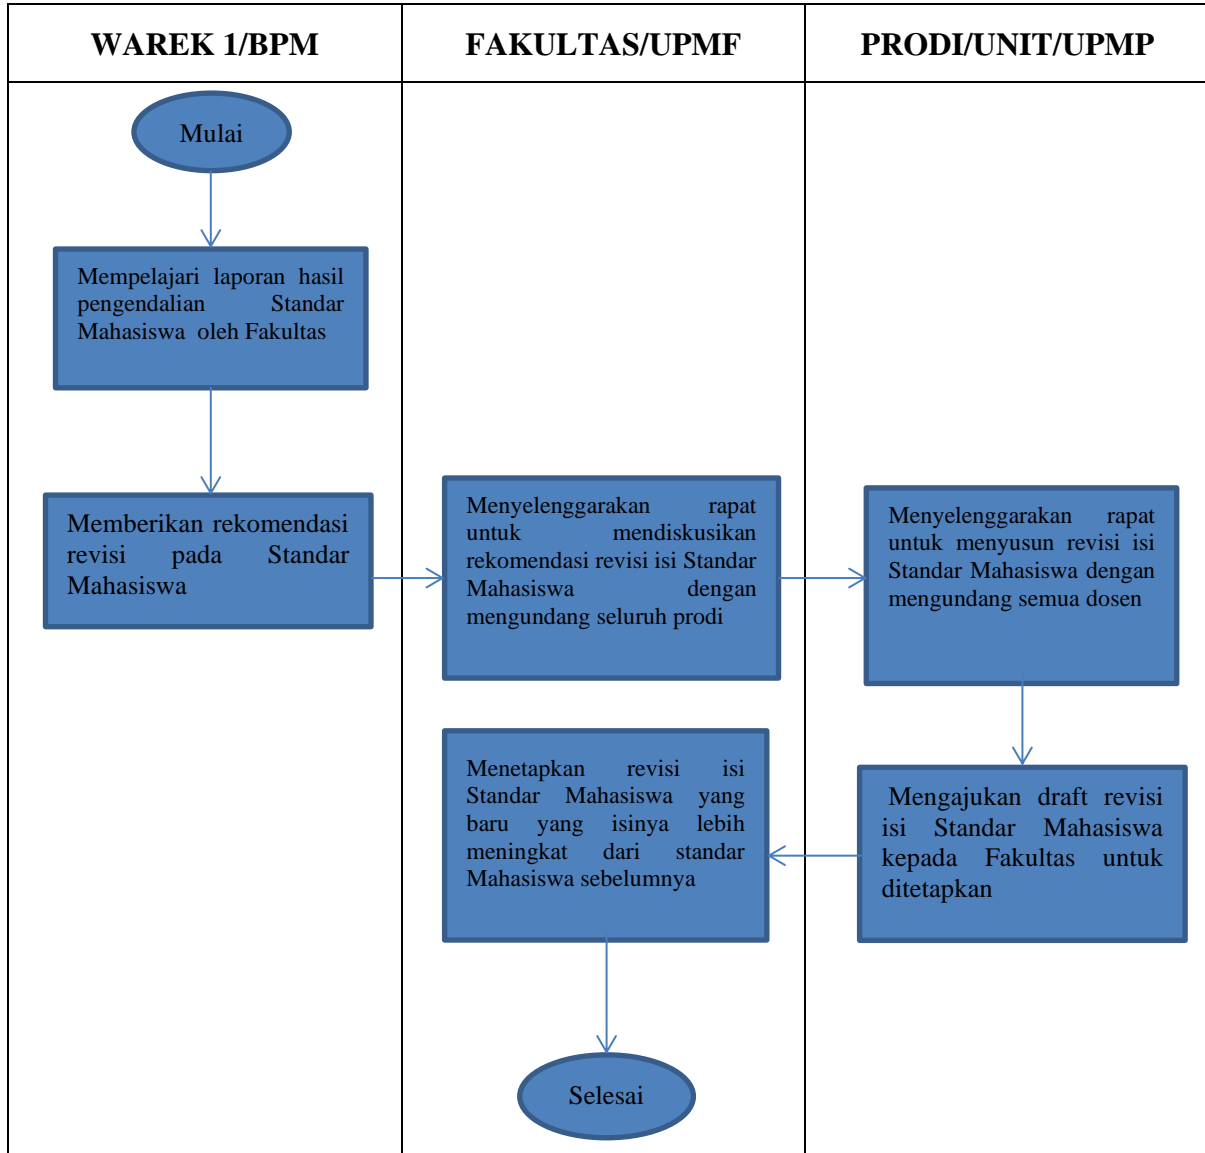 WAREK 1/BPM
FAKULTAS/UPMF
PRODI/UNIT/UPMP
Mulai
Mempelajari laporan hasil
pengendalian Standar
Mahasiswa oleh Fakultas
Memberikan rekomendasi
revisi pada Standar
Mahasiswa
Menyelenggarakan rapat
untuk mendiskusikan
rekomendasi revisi isi Standar
Mahasiswa dengan
mengundang seluruh prodi
Menyelenggarakan rapat
untuk menyusun revisi isi
Standar Mahasiswa dengan
mengundang semua dosen
Mengajukan draft revisi
isi Standar Mahasiswa
kepada Fakultas untuk
ditetapkan
Menetapkan revisi isi
Standar Mahasiswa yang
baru yang isinya lebih
meningkat dari standar
Mahasiswa sebelumnya
Selesai